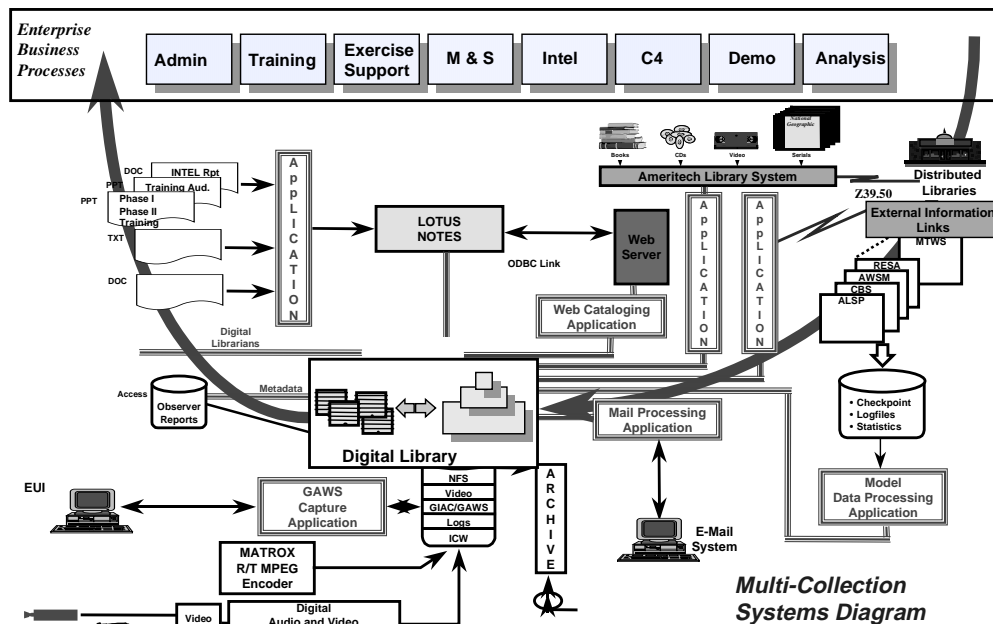 Enterprise
Business
Processes
Admin
Training
Exercise
Support
M & S
Intel
C4
Demo
Analysis
National
Geographic
Books
CDs
Video
Serials
Ameritech Library System
Distributed
Libraries
Z39.50
External Information
Links
MTWS
RESA
AWSM
CBS
ALSP
DOC
INTEL Rpt
PPT
Training Aud.
PPT
Phase I
Phase II
Training
TXT
DOC
APpLICATION
LOTUS
NOTES
ODBC Link
Web
Server
APpLICATION
APpLICATION
Web Cataloging
Application
Digital
Librarians
Metadata
Access
Observer
Reports
Digital Library
Mail Processing
Application
• Checkpoint
• Logfiles
• Statistics
Model
Data Processing
Application
EUI
GAWS
Capture
Application
NFS
Video
GIAC/GAWS
Logs
ICW
ARCHIVE
E-Mail
System
MATROX
R/T MPEG
Encoder
Video
Digital
Audio and Video
Multi-Collection
Systems Diagram